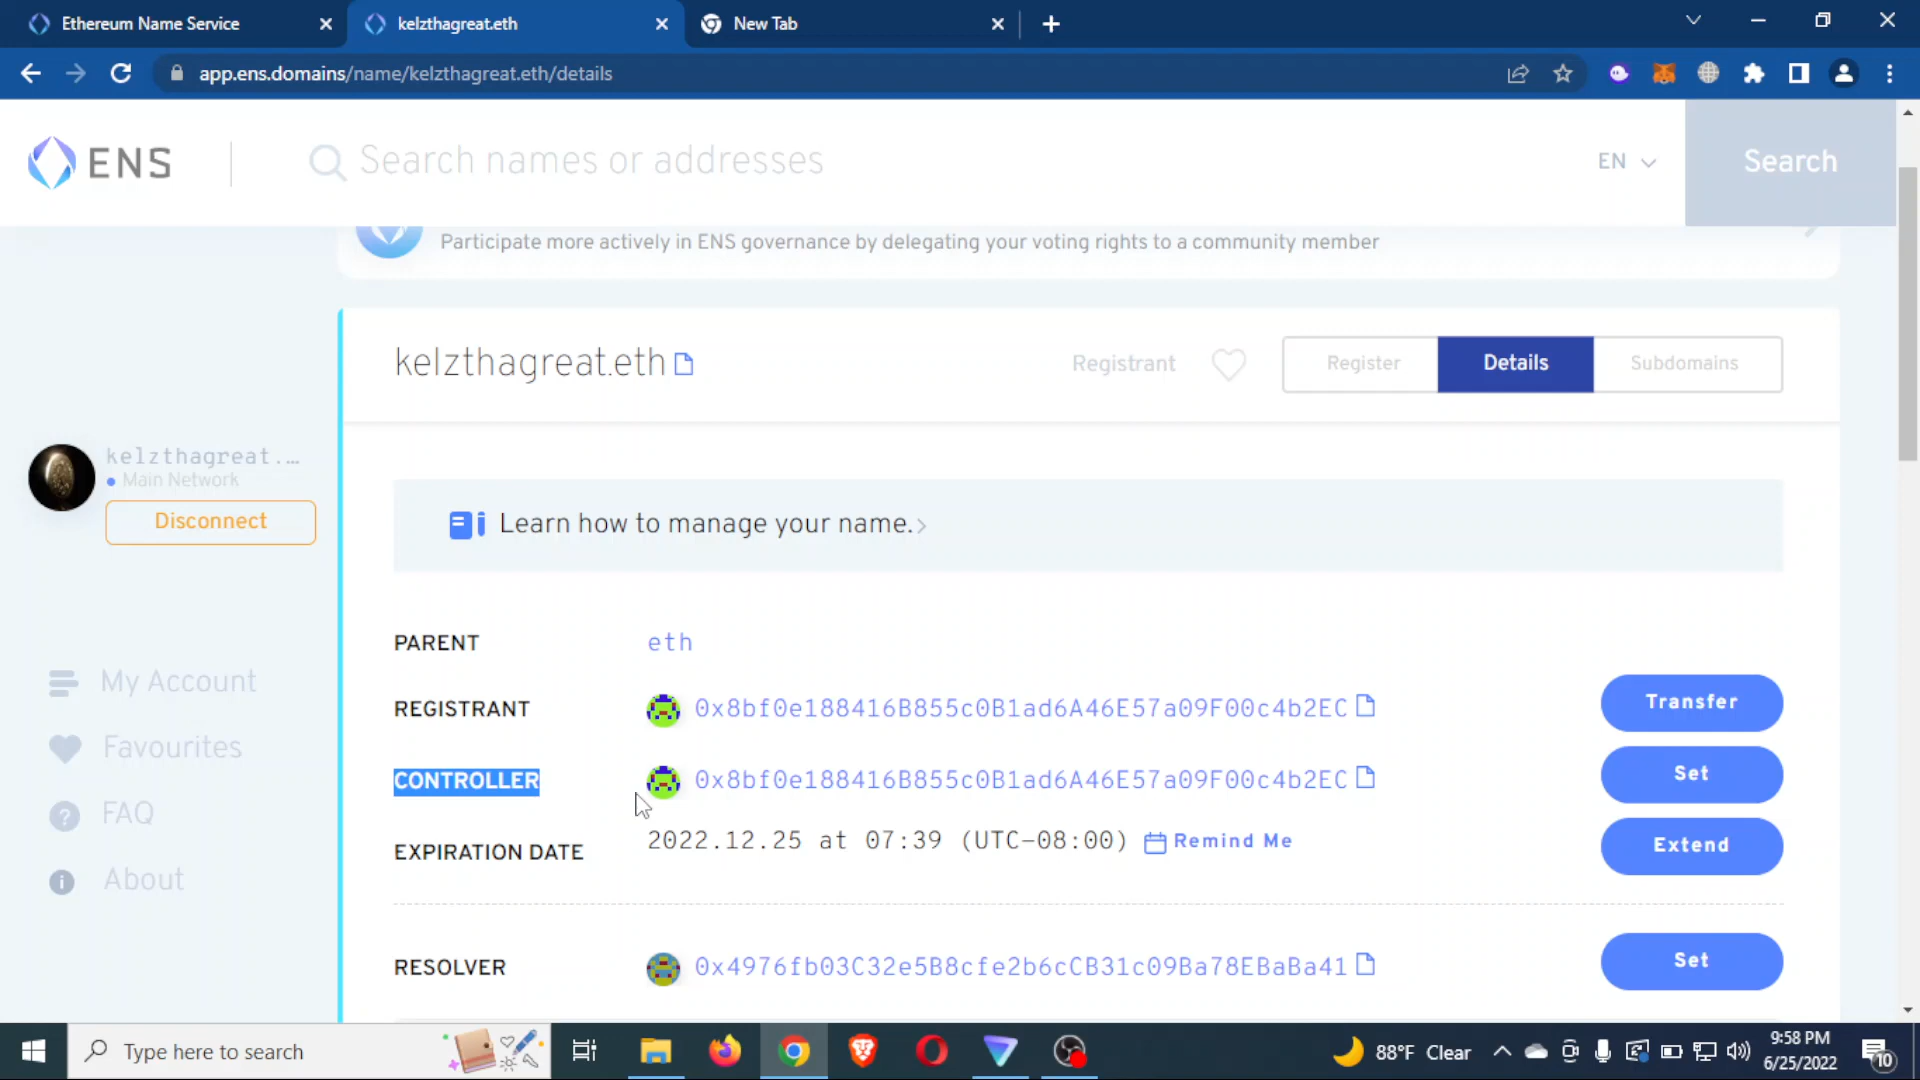 Ethereum Name Service
kelzthagreat.eth
New Tab
app.ens.domains/name/kelzthagreat.eth/details
ENS
Search names or addresses
EN
Search
Participate more actively in ENS governance by delegating your voting rights to a community member
kelzthagreat.eth
Registrant
Register
Details
Subdomains
kelzthagreat....
Main Network
Disconnect
Learn how to manage your name.
PARENT
eth
My Account
REGISTRANT
0x8bf0e188416B855c0B1ad6A46E57a09F00c4b2EC
Transfer
Favourites
CONTROLLER
0x8bf0e188416B855c0B1ad6A46E57a09F00c4b2EC
Set
FAQ
EXPIRATION DATE
2022.12.25 at 07:39 (UTC-08:00)
Remind Me
Extend
About
RESOLVER
0x4976fb03C32e5B8cfe2b6cCB31c09Ba78EBaBa41
Set
Type here to search
88°F Clear
9:58 PM
6/25/2022
10